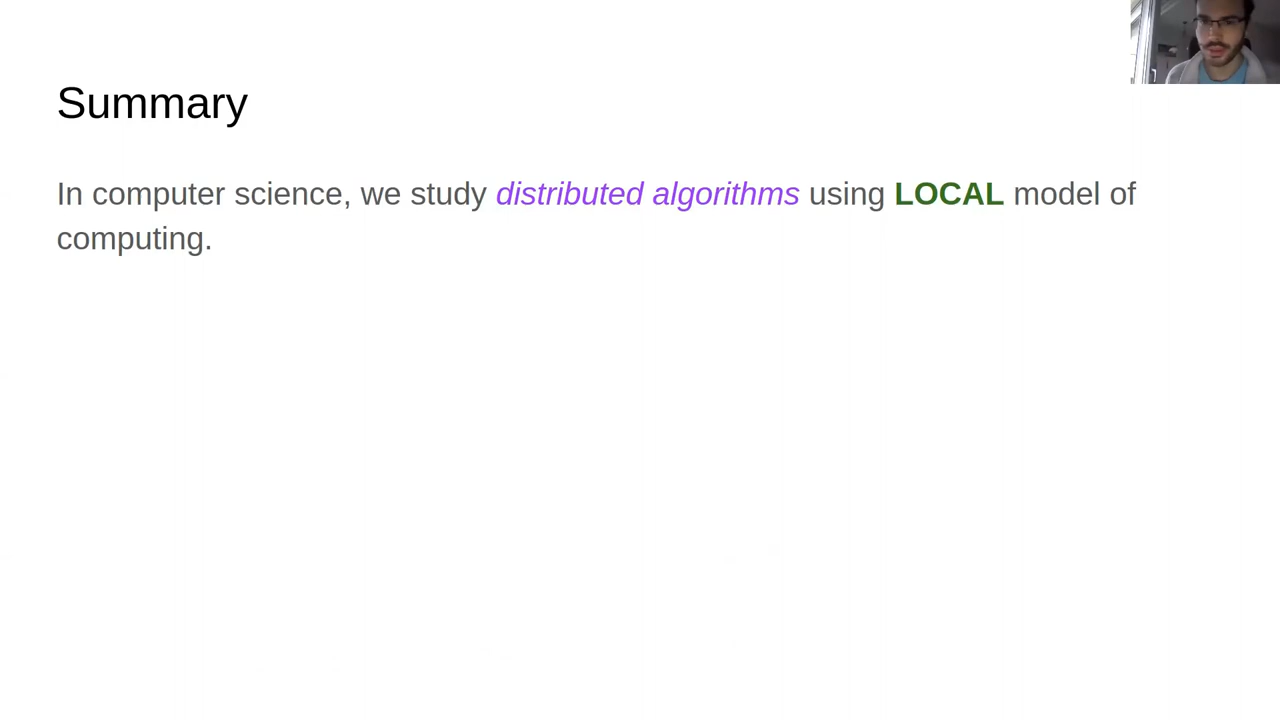 Summary
In computer science, we study distributed algorithms using LOCAL model of
computing.